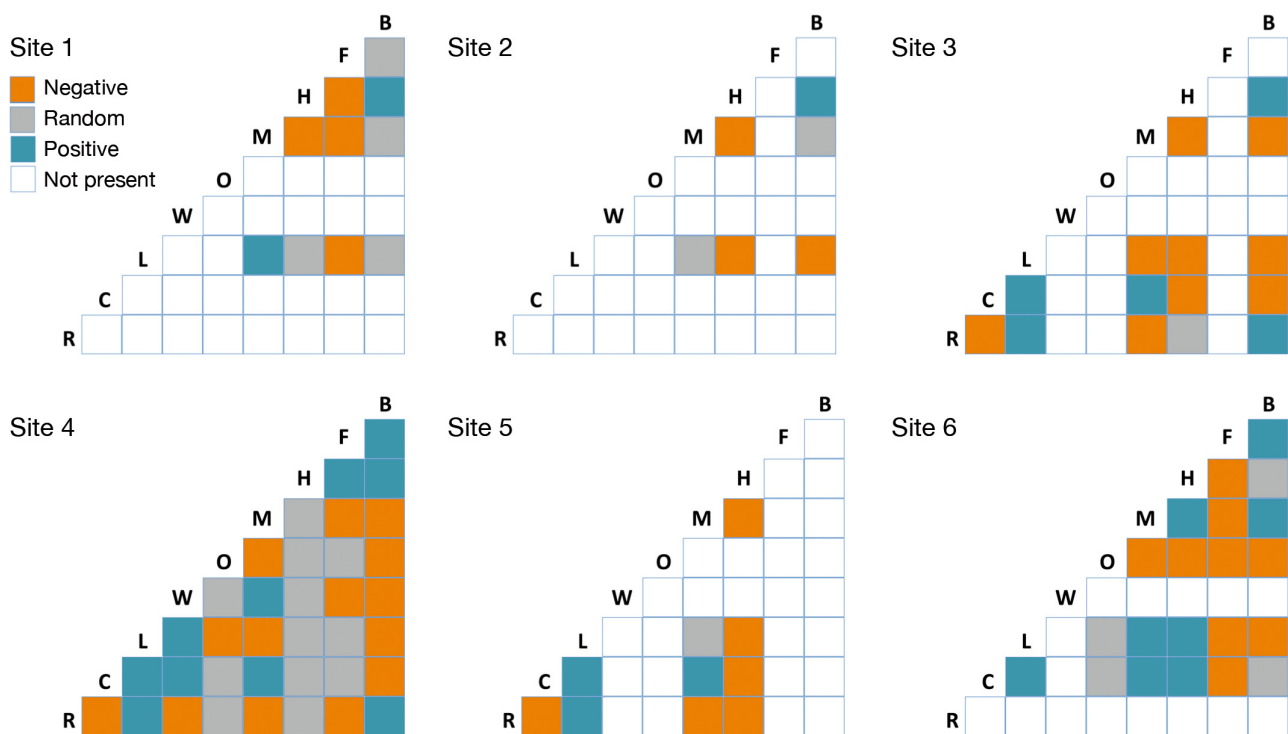 Site 1
Negative
Random
Positive
Not present
B
F
H
M
O
W
L
C
R
Site 2
B
F
H
M
O
W
L
C
R
Site 3
B
F
H
M
O
W
L
C
R
Site 4
B
F
H
M
O
W
L
C
R
Site 5
B
F
H
M
O
W
L
C
R
Site 6
B
F
H
M
O
W
L
C
R